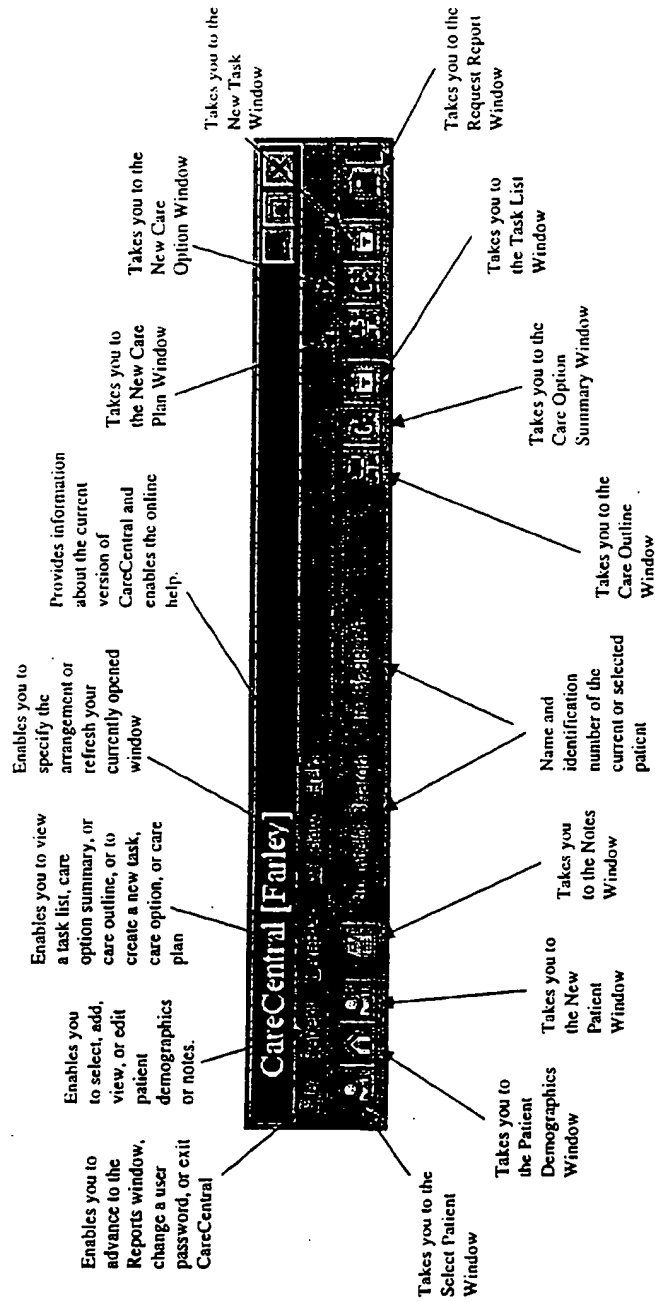 Enables you to
advance to the
Reports window,
change a user
password, or exit
CareCentral
Enables you
to select, add,
view, or edit
patient
demographics
or notes.
Enables you to view
a task list, care
option summary, or
care outline, or to
create a new task,
care option, or care
plan
Enables you to
specify the
arrangement or
refresh your
currently opened
window
Provides information
about the current
version of
CareCentral and
enables the online
help.
Takes you to
the New Care
Plan Window
Takes you to the
New Care
Option Window
Takes you to the
New Task
Window
CareCentral [Farley]
Takes you to the
Select Patient
Window
Takes you to
the Patient
Demographics
Window
Takes you to
the New
Patient
Window
Takes you
to the Notes
Window
Name and
identification
number of the
current or selected
patient
Takes you to the
Care Outline
Window
Takes you to the
Care Option
Summary Window
Takes you to
the Task List
Window
Takes you to the
Request Report
Window